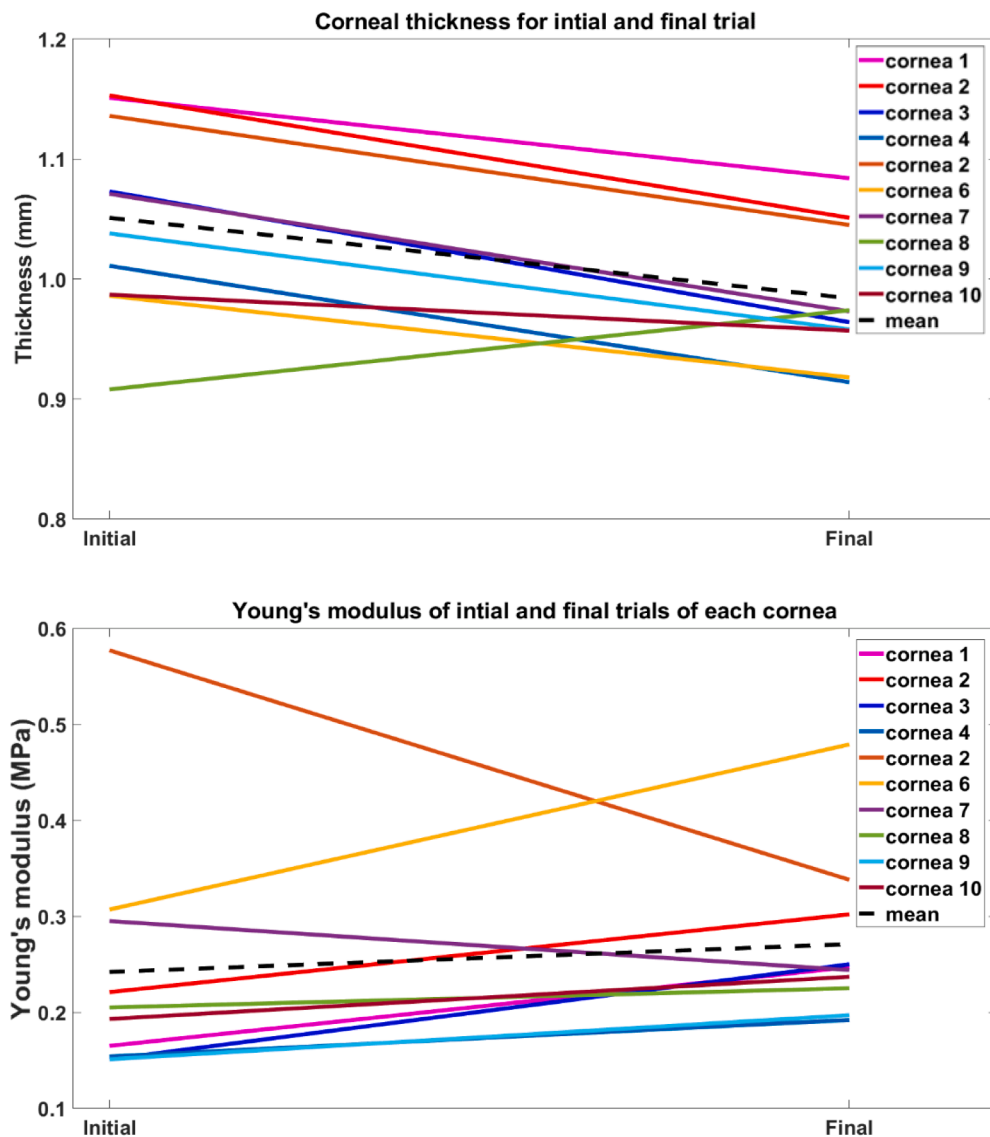 Corneal thickness for intial and final trial
Thickness (mm)
1.2
1.1
1.0
0.9
0.8
Initial
Final
cornea 1
cornea 2
cornea 3
cornea 4
cornea 2
cornea 6
cornea 7
cornea 8
cornea 9
cornea 10
mean
Young's modulus of intial and final trials of each cornea
Young's modulus (MPa)
0.6
0.5
0.4
0.3
0.2
0.1
Initial
Final
cornea 1
cornea 2
cornea 3
cornea 4
cornea 2
cornea 6
cornea 7
cornea 8
cornea 9
cornea 10
mean